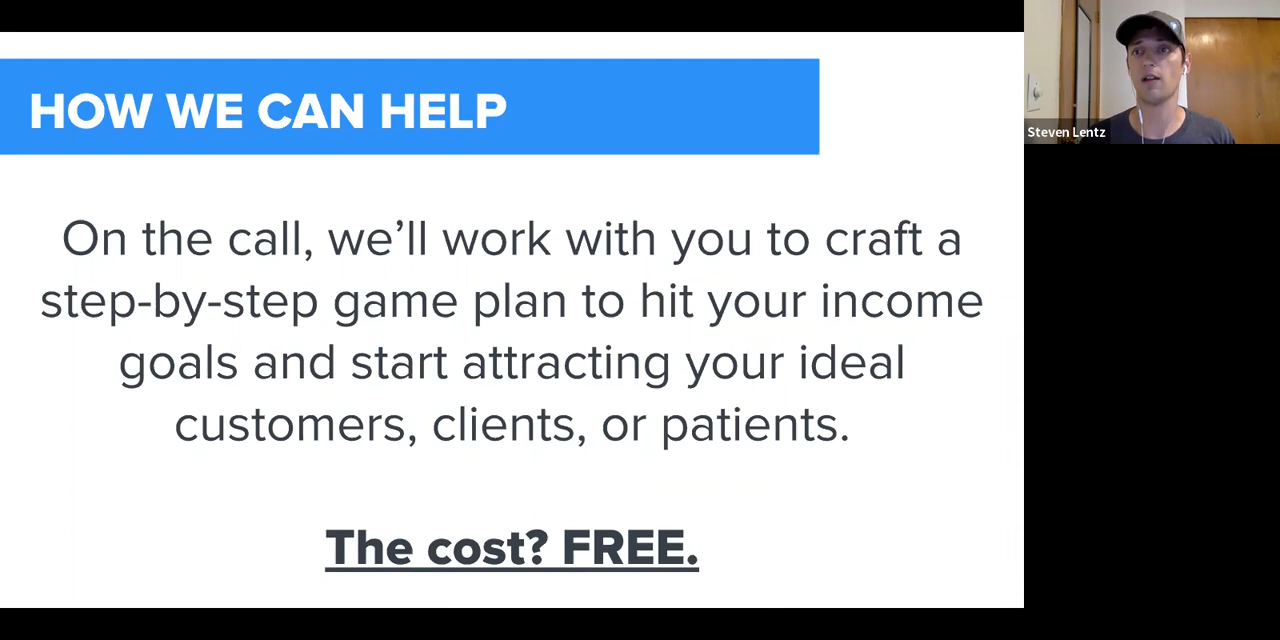 HOW WE CAN HELP
On the call, we’ll work with you to craft a
step-by-step game plan to hit your income
goals and start attracting your ideal
customers, clients, or patients.
The cost? FREE.
Steven Lentz